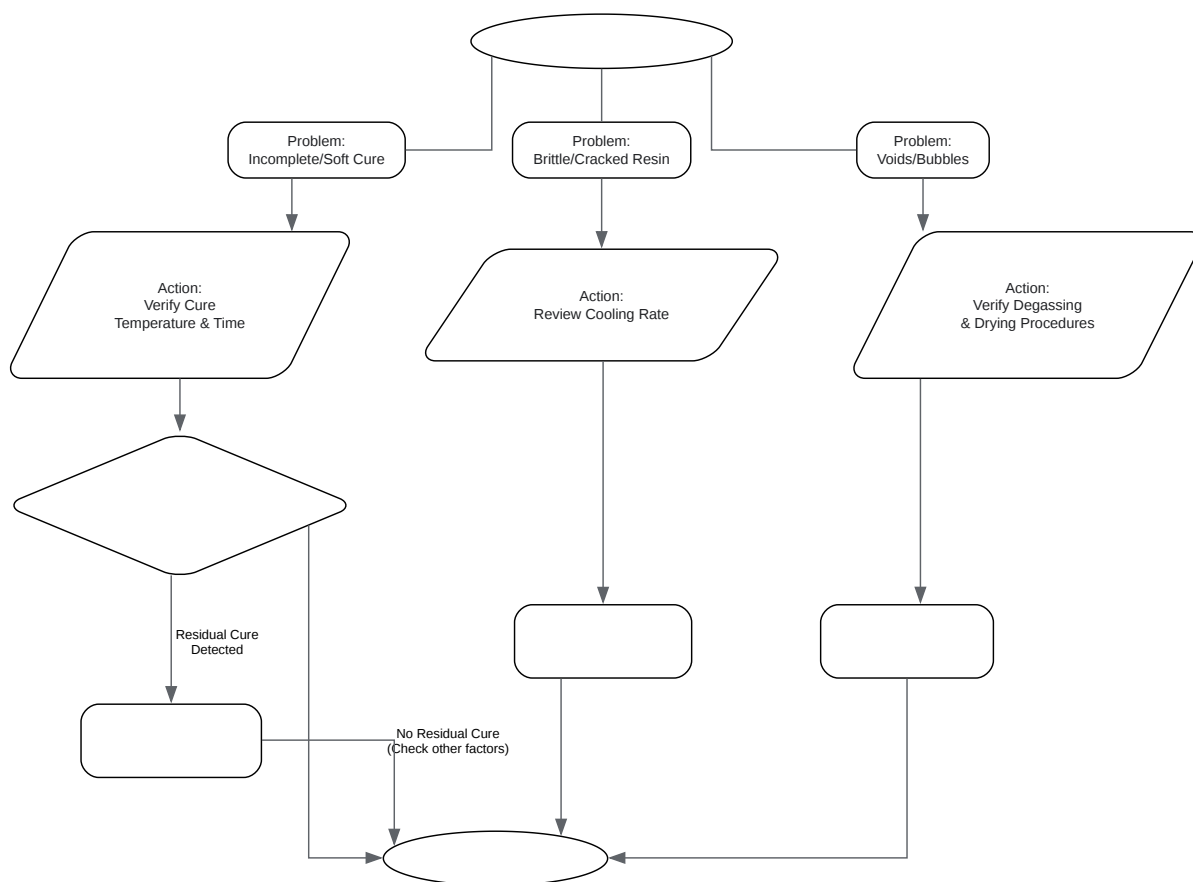 Problem:
Incomplete/Soft Cure
Problem:
Brittle/Cracked Resin
Problem:
Voids/Bubbles
Action:
Verify Cure
Temperature & Time
Action:
Review Cooling Rate
Action:
Verify Degassing
& Drying Procedures
Residual Cure
Detected
No Residual Cure
(Check other factors)